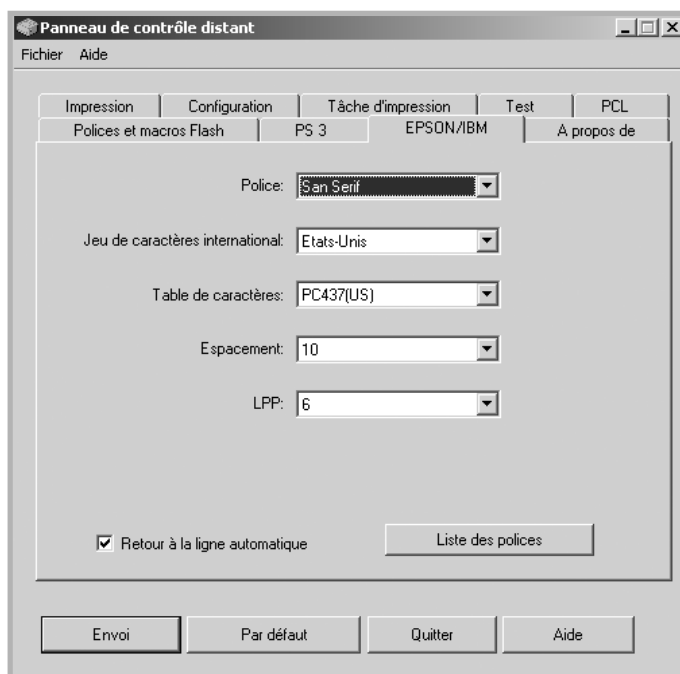 Panneau de contrôle distant
Fichier Aide
Impression Configuration Tâche d'impression Test PCL
Polices et macros Flash PS 3 EPSON/IBM A propos de
Police: San Serif
Jeu de caractères international: Etats-Unis
Table de caractères: PC437(US)
Espacement: 10
LPP: 6
Retour à la ligne automatique Liste des polices
Envoi Par défaut Quitter Aide